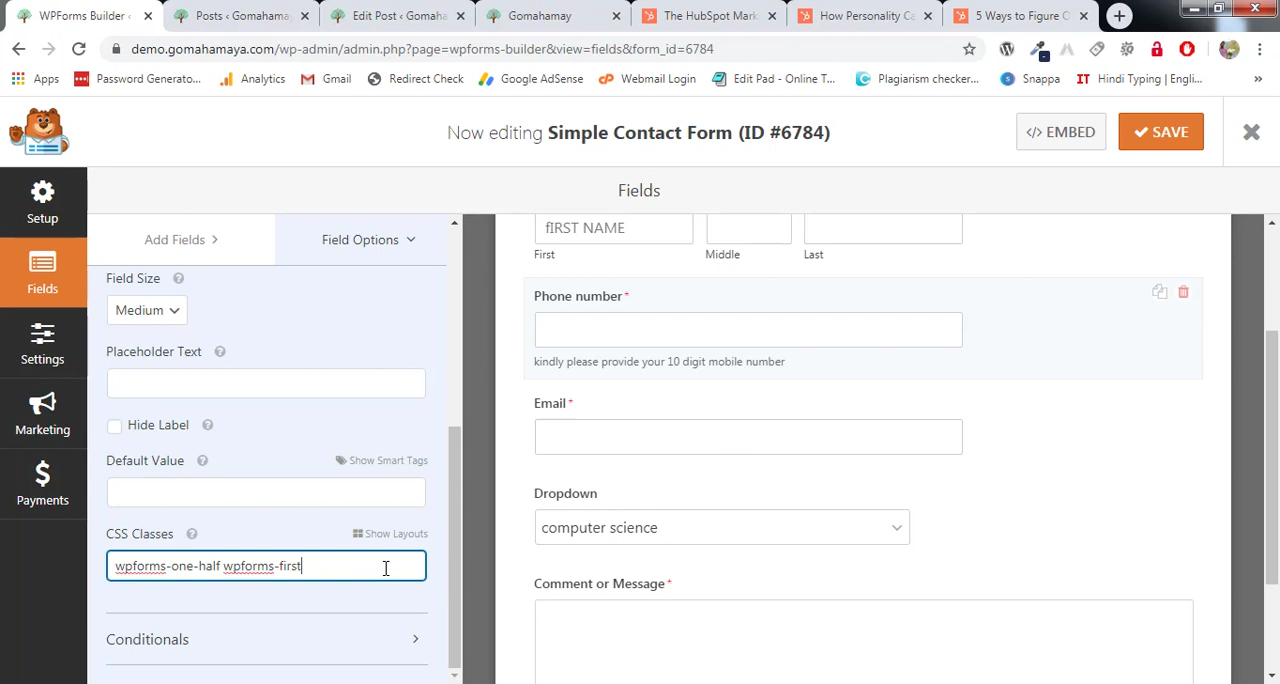 WPForms Builder ‹
Posts ‹ Gomahamay
Edit Post ‹ Gomaha
Gomahamay
The HubSpot Mark
How Personality Ca
5 Ways to Figure O
demo.gomahamaya.com/wp-admin/admin.php?page=wpforms-builder&view=fields&form_id=6784
Apps
Password Generato...
Analytics
Gmail
Redirect Check
Google AdSense
Webmail Login
Edit Pad - Online T...
Plagiarism checker...
Snappa
IT Hindi Typing | Engli...
Now editing Simple Contact Form (ID #6784)
</> EMBED
SAVE
Setup
Fields
Settings
Marketing
Payments
Fields
Add Fields
Field Options
Field Size
Medium
Placeholder Text
Hide Label
Default Value
Show Smart Tags
CSS Classes
Show Layouts
wpforms-one-half wpforms-first
Conditionals
fIRST NAME
First
Middle
Last
Phone number*
kindly please provide your 10 digit mobile number
Email*
Dropdown
computer science
Comment or Message*